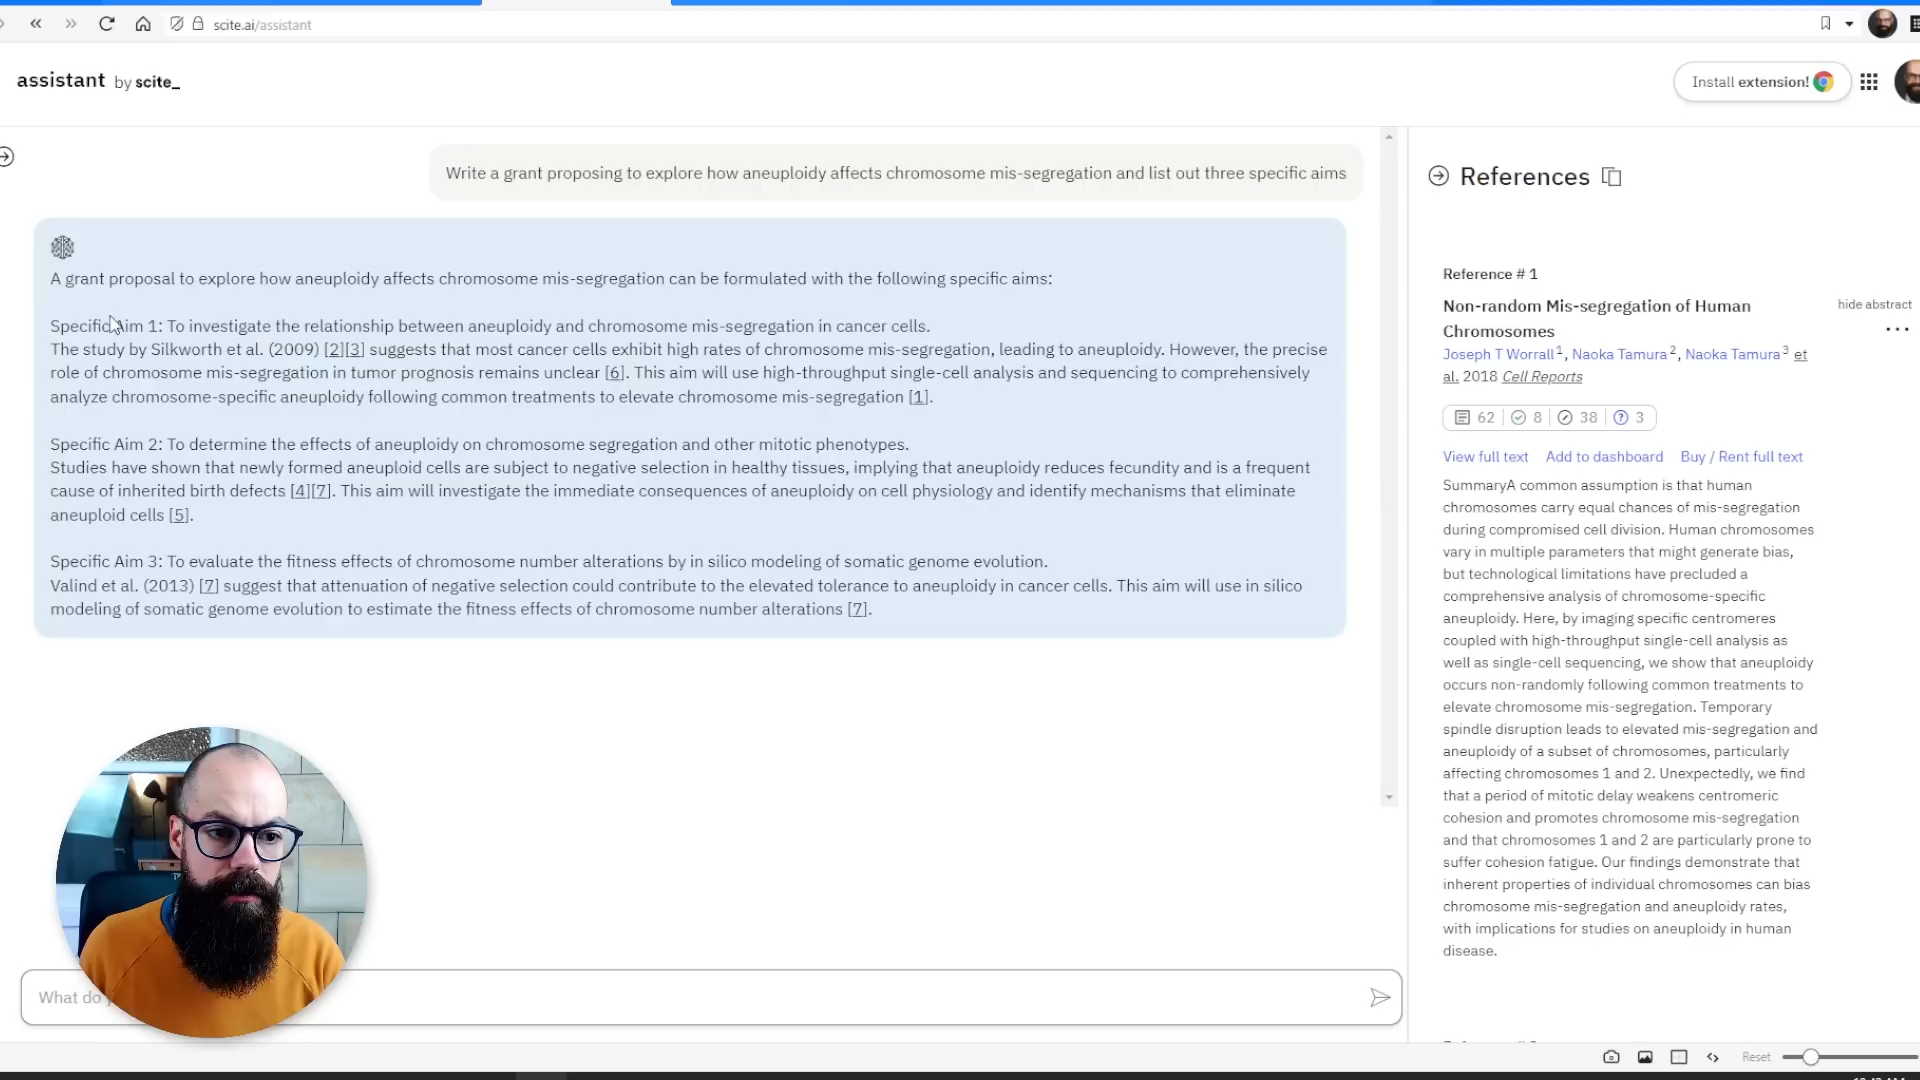 scite.ai/assistant
assistant by scite_
Install extension!
Write a grant proposing to explore how aneuploidy affects chromosome mis-segregation and list out three specific aims
A grant proposal to explore how aneuploidy affects chromosome mis-segregation can be formulated with the following specific aims:
Specific Aim 1: To investigate the relationship between aneuploidy and chromosome mis-segregation in cancer cells.
The study by Silkworth et al. (2009) [2][3] suggests that most cancer cells exhibit high rates of chromosome mis-segregation, leading to aneuploidy. However, the precise
role of chromosome mis-segregation in tumor prognosis remains unclear [6]. This aim will use high-throughput single-cell analysis and sequencing to comprehensively
analyze chromosome-specific aneuploidy following common treatments to elevate chromosome mis-segregation [1].
Specific Aim 2: To determine the effects of aneuploidy on chromosome segregation and other mitotic phenotypes.
Studies have shown that newly formed aneuploid cells are subject to negative selection in healthy tissues, implying that aneuploidy reduces fecundity and is a frequent
cause of inherited birth defects [4][7]. This aim will investigate the immediate consequences of aneuploidy on cell physiology and identify mechanisms that eliminate
aneuploid cells [5].
Specific Aim 3: To evaluate the fitness effects of chromosome number alterations by in silico modeling of somatic genome evolution.
Valind et al. (2013) [7] suggest that attenuation of negative selection could contribute to the elevated tolerance to aneuploidy in cancer cells. This aim will use in silico
modeling of somatic genome evolution to estimate the fitness effects of chromosome number alterations [7].
What do
References
Reference # 1
Non-random Mis-segregation of Human
Chromosomes
hide abstract
Joseph T Worrall1, Naoka Tamura2, Naoka Tamura3 et
al. 2018 Cell Reports
62 8 38 3
View full text Add to dashboard Buy / Rent full text
SummaryA common assumption is that human
chromosomes carry equal chances of mis-segregation
during compromised cell division. Human chromosomes
vary in multiple parameters that might generate bias,
but technological limitations have precluded a
comprehensive analysis of chromosome-specific
aneuploidy. Here, by imaging specific centromeres
coupled with high-throughput single-cell analysis as
well as single-cell sequencing, we show that aneuploidy
occurs non-randomly following common treatments to
elevate chromosome mis-segregation. Temporary
spindle disruption leads to elevated mis-segregation and
aneuploidy of a subset of chromosomes, particularly
affecting chromosomes 1 and 2. Unexpectedly, we find
that a period of mitotic delay weakens centromeric
cohesion and promotes chromosome mis-segregation
and that chromosomes 1 and 2 are particularly prone to
suffer cohesion fatigue. Our findings demonstrate that
inherent properties of individual chromosomes can bias
chromosome mis-segregation and aneuploidy rates,
with implications for studies on aneuploidy in human
disease.
Reset